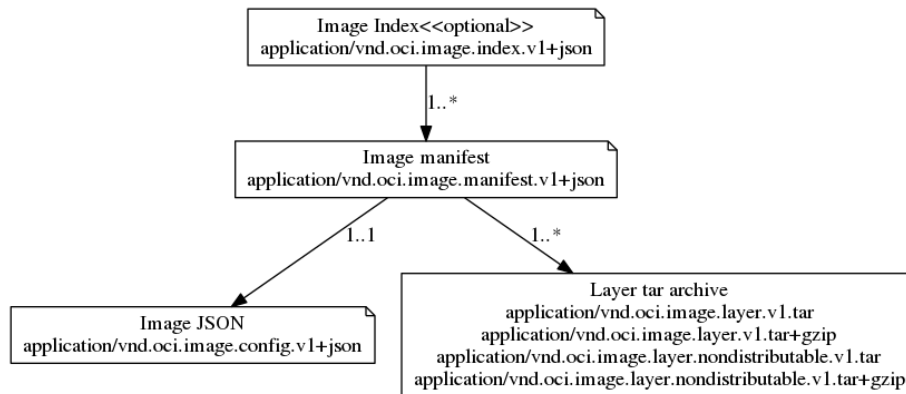 Image Index<<optional>>
application/vnd.oci.image.index.v1+json
1..*
Image manifest
application/vnd.oci.image.manifest.v1+json
1..1
1..*
Image JSON
application/vnd.oci.image.config.v1+json
Layer tar archive
application/vnd.oci.image.layer.v1.tar
application/vnd.oci.image.layer.v1.tar+gzip
application/vnd.oci.image.layer.nondistributable.v1.tar
application/vnd.oci.image.layer.nondistributable.v1.tar+gzip